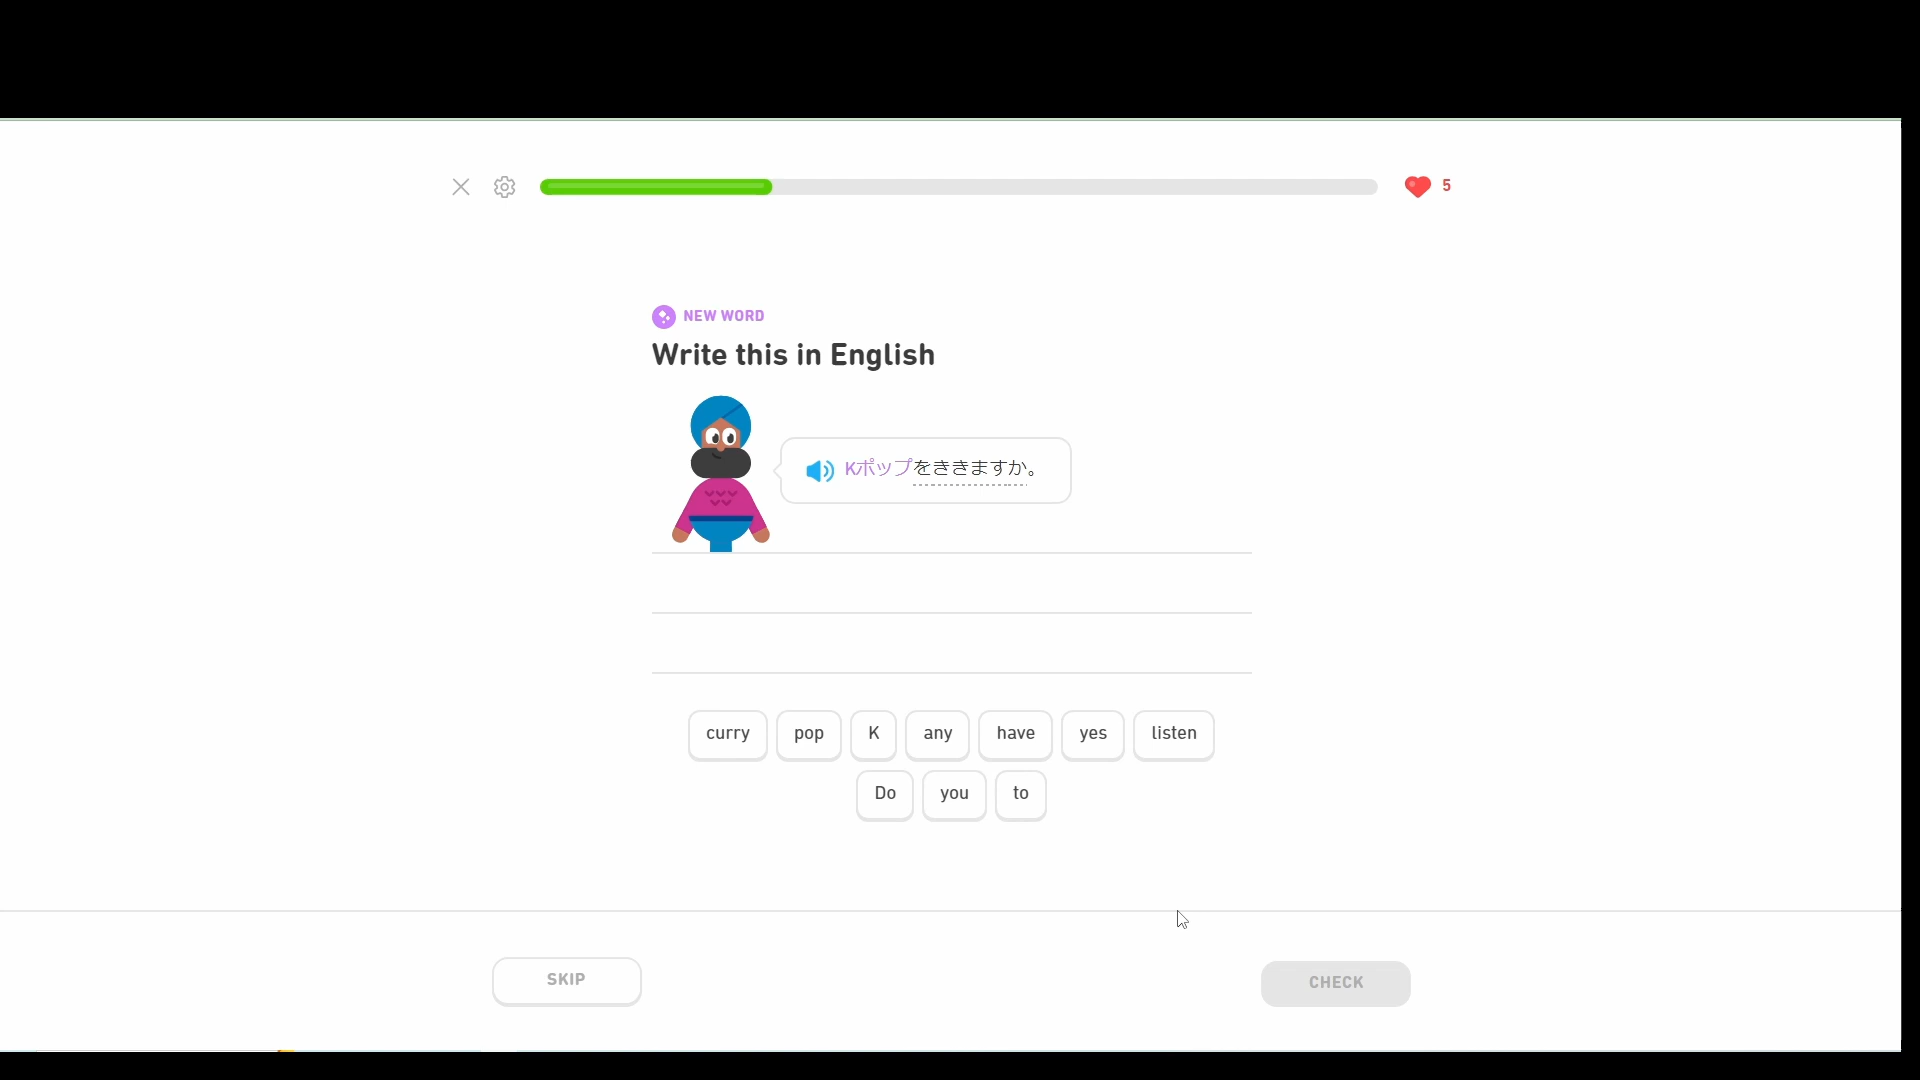 5
NEW WORD
Write this in English
Kポップをききますか。
curry pop K any have yes listen
Do you to
SKIP CHECK